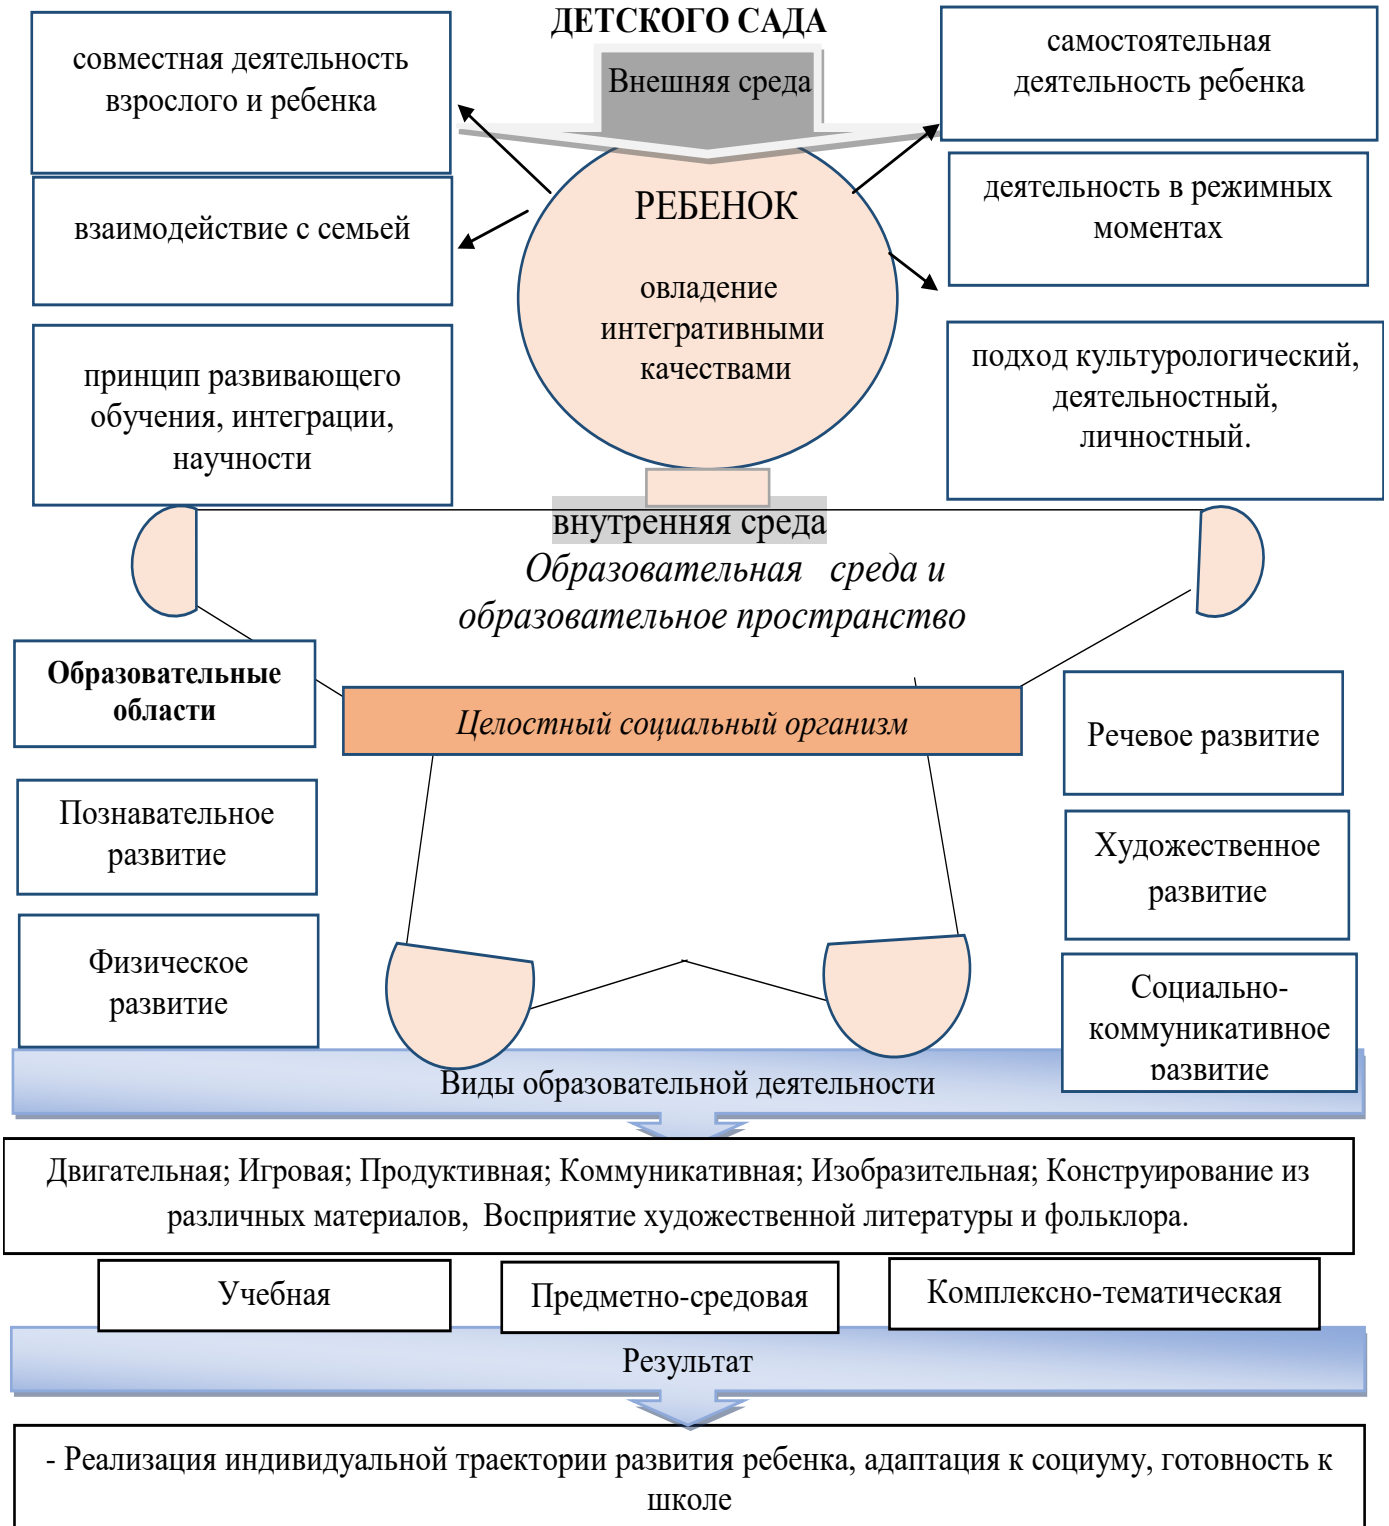 ДЕТСКОГО САДА
совместная деятельность
взрослого и ребенка
Внешняя среда
самостоятельная
деятельность ребенка
взаимодействие с семьей
РЕБЕНОК
овладение
интегративными
качествами
деятельность в режимных
моментах
принцип развивающего
обучения, интеграции,
научности
подход культурологический,
деятельностный,
личностный.
внутренняя среда
Образовательная среда и
образовательное пространство
Образовательные
области
Целостный социальный организм
Речевое развитие
Познавательное
развитие
Художественное
развитие
Физическое
развитие
Социально-
коммуникативное
развитие
Виды образовательной деятельности
Двигательная; Игровая; Продуктивная; Коммуникативная; Изобразительная; Конструирование из
различных материалов, Восприятие художественной литературы и фольклора.
Учебная
Предметно-средовая
Комплексно-тематическая
Результат
- Реализация индивидуальной траектории развития ребенка, адаптация к социуму, готовность к
школе